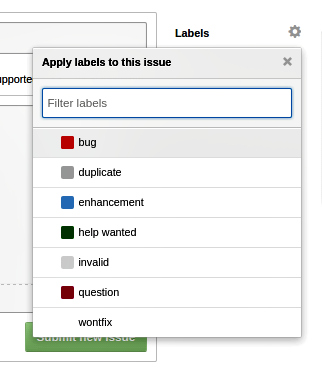 Labels
Apply labels to this issue
Filter labels
bug
duplicate
enhancement
help wanted
invalid
question
wontfix
Submit new issue